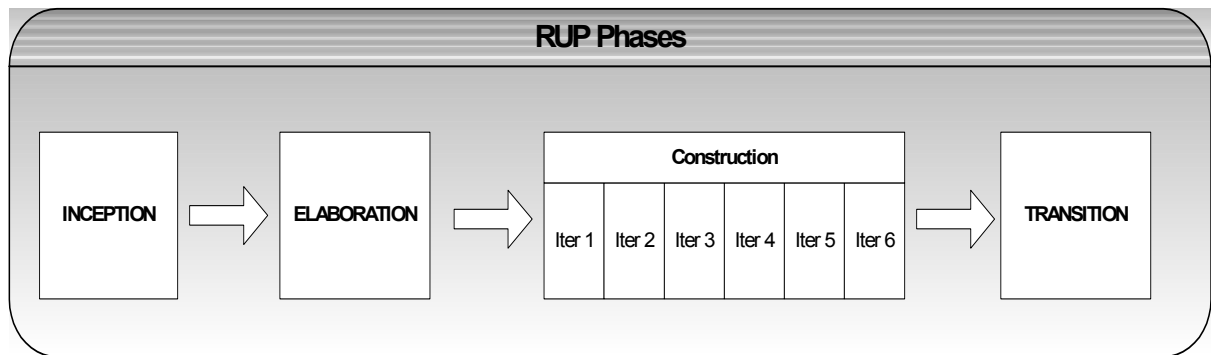 RUP Phases
INCEPTION
ELABORATION
Construction
Iter 1
Iter 2
Iter 3
Iter 4
Iter 5
Iter 6
TRANSITION